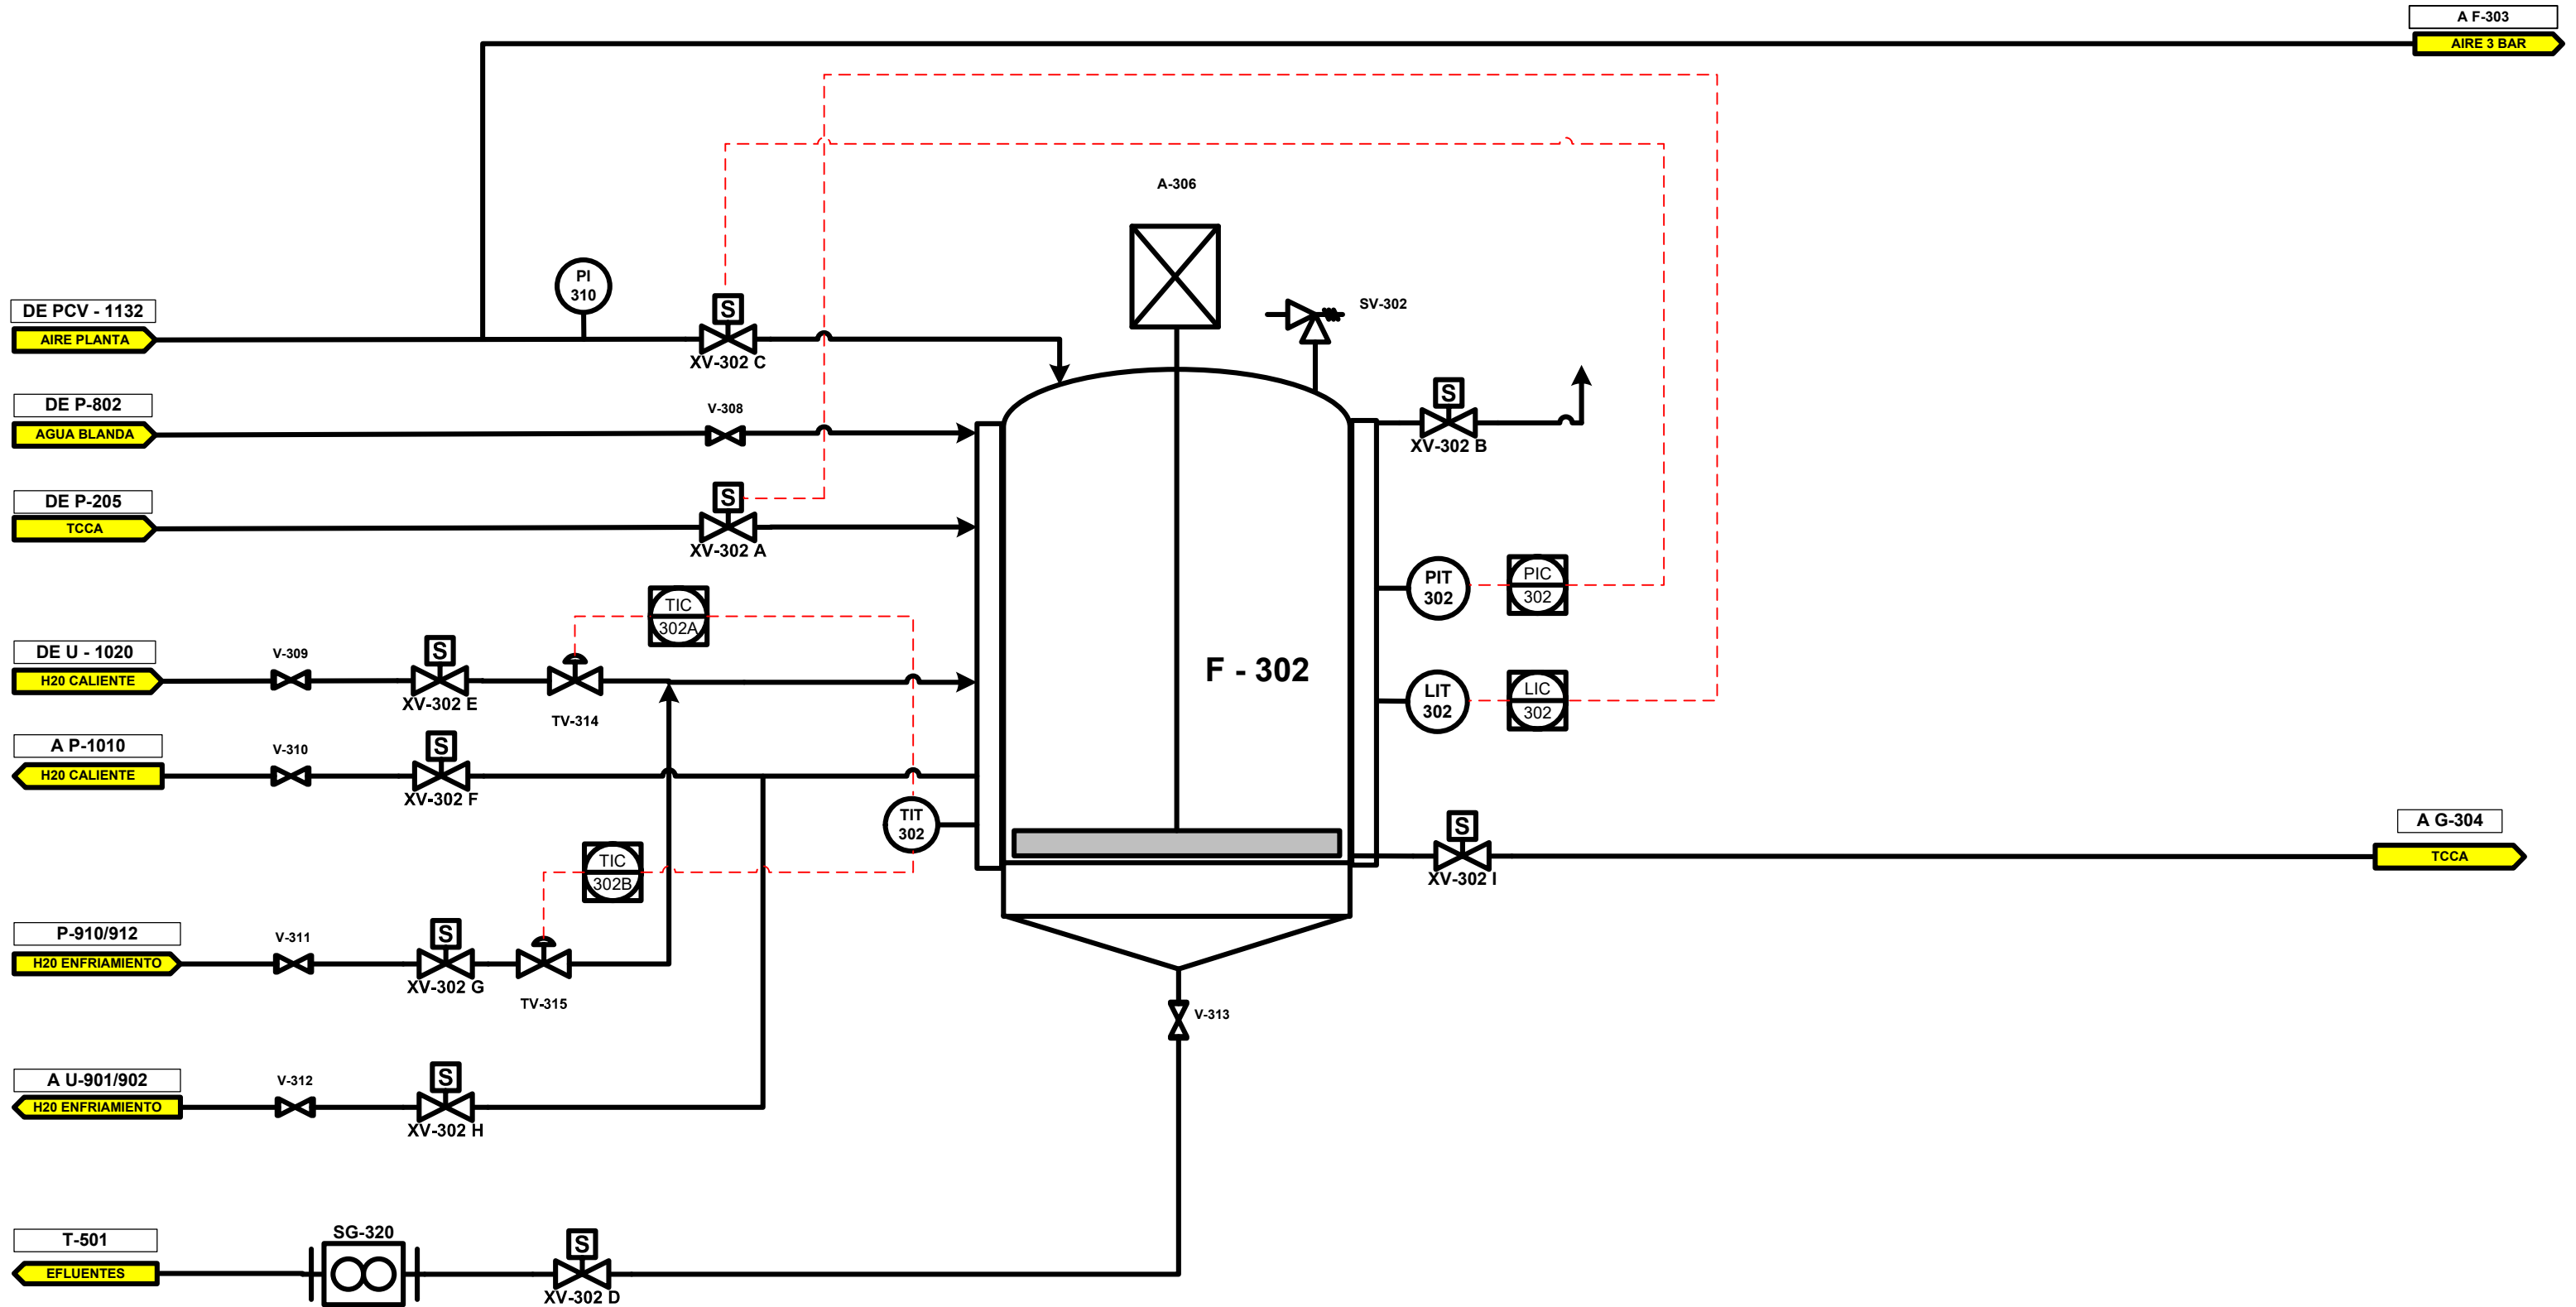 A F-303
AIRE 3 BAR
A-306
PI
310
SV-302
DE PCV - 1132
AIRE PLANTA
S
XV-302 C
DE P-802
AGUA BLANDA
V-308
S
XV-302 B
DE P-205
TCCA
S
XV-302 A
PIT
302
PIC
302
TIC
302A
DE U - 1020
H20 CALIENTE
V-309
S
XV-302 E
TV-314
F - 302
LIT
302
LIC
302
A P-1010
H20 CALIENTE
V-310
S
XV-302 F
TIT
302
S
XV-302 I
A G-304
TCCA
TIC
302B
P-910/912
H20 ENFRIAMIENTO
V-311
S
XV-302 G
TV-315
V-313
A U-901/902
H20 ENFRIAMIENTO
V-312
S
XV-302 H
T-501
EFLUENTES
SG-320
S
XV-302 D